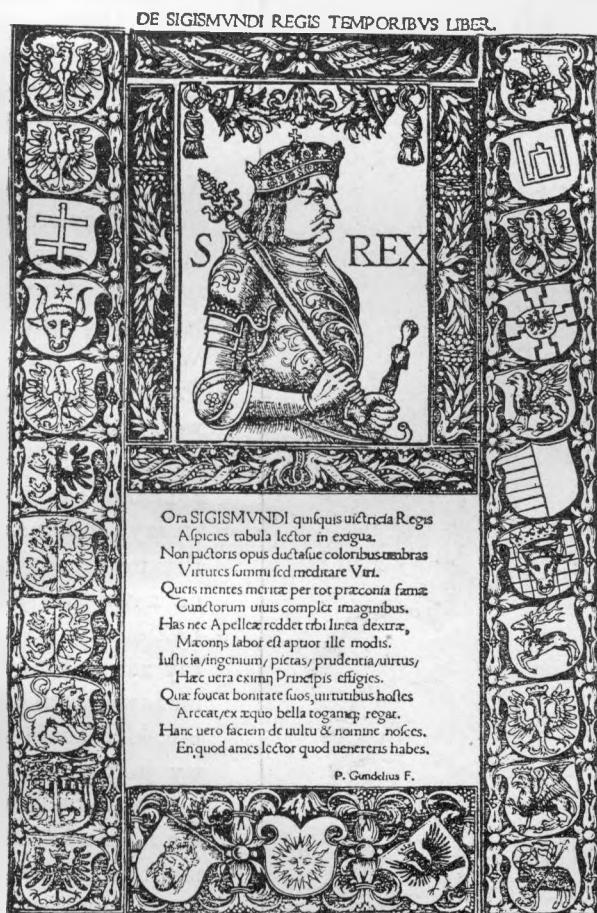 DE SIGISMVNDI REGIS TEMPORIBVS LIBER.
S REX
Ora SIGISMVNDI quiſquis uictricia Regis
Aſpicies tabula lector in exigua.
Non pictoris opus ductaſue coloribus umbras
Virtutes ſummi ſed meditare Viri.
Queis mentes meritæ per tot præconia famæ
Cunctorum uiuis complet imaginibus.
Has nec Apelleæ reddet tibi linea dextræ,
Mæonijs labor eſt aptior ille modis.
Iuſticia/ingenium/ pietas/ prudentia/uirtus/
Hæc uera eximij Principis effigies.
Quæ foueat bonitate ſuos, uirtutibus hoſtes
Arceat/ex æquo bella togamq; regat.
Hanc uero faciem de uultu & nomine noſces.
En quod ames lector quod uenereris habes.
P. Gundelius F.